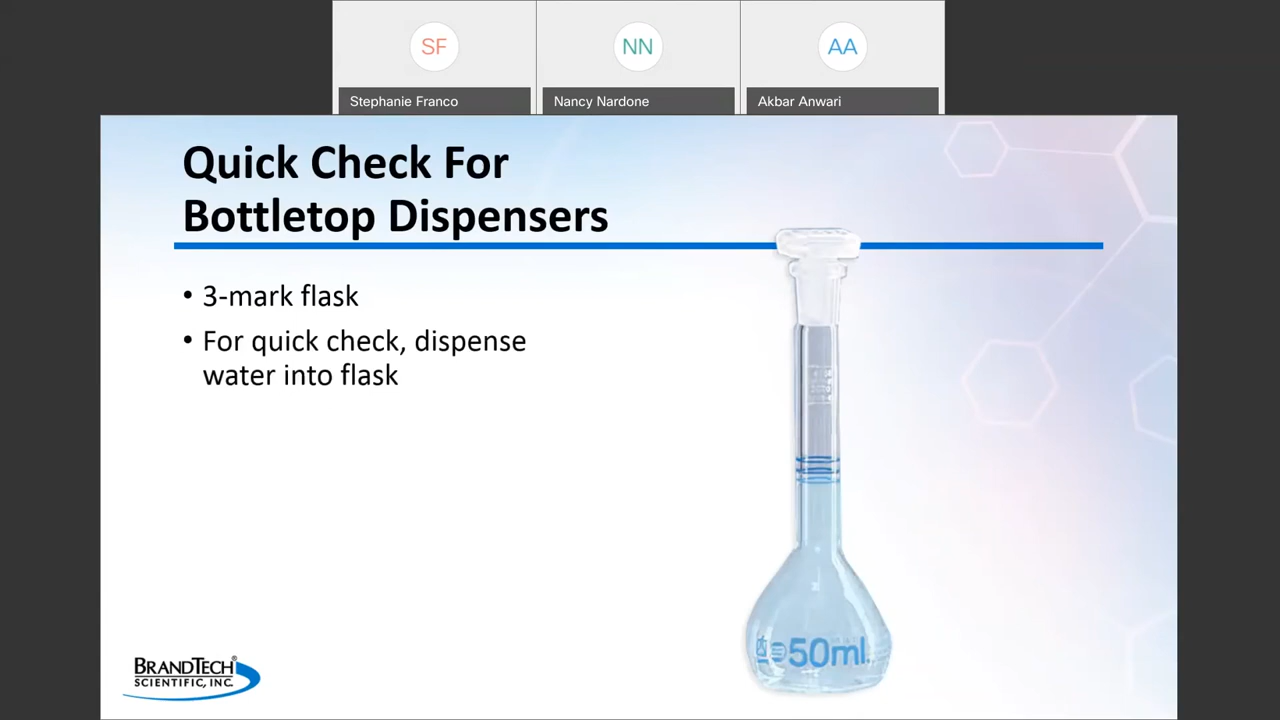 SF
NN
AA
Stephanie Franco
Nancy Nardone
Akbar Anwari
Quick Check For
Bottletop Dispensers
• 3-mark flask
• For quick check, dispense
water into flask
50ml
BRANDTECH®
SCIENTIFIC, INC.